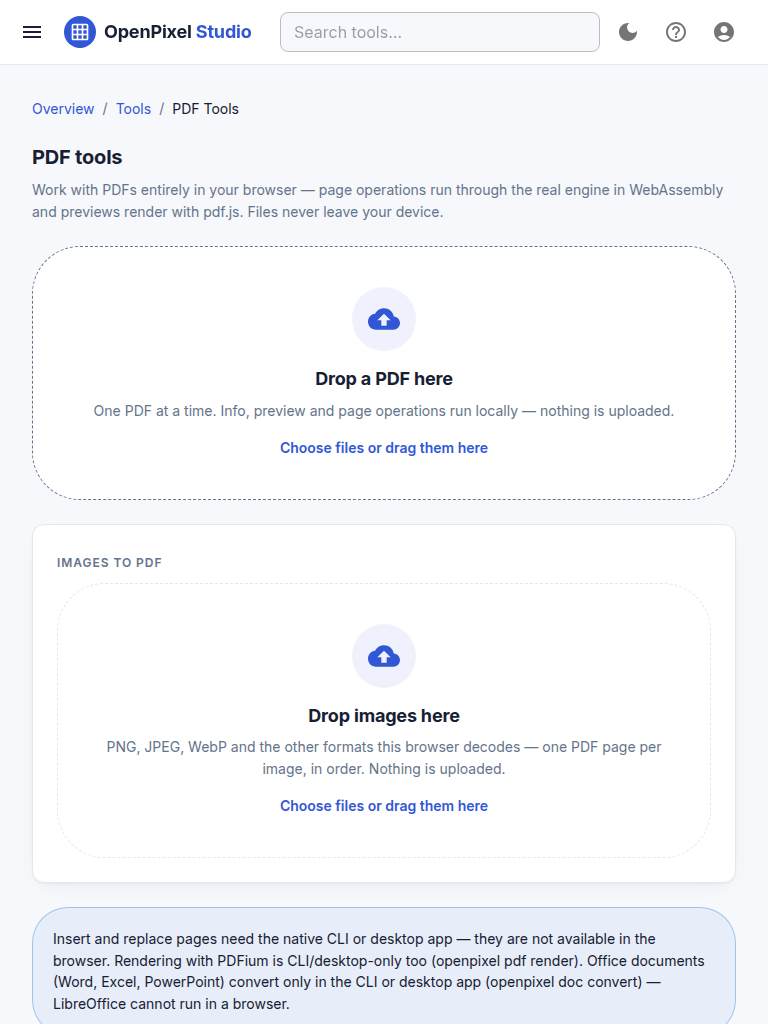 OpenPixel Studio
Search tools...
Overview / Tools / PDF Tools
PDF tools
Work with PDFs entirely in your browser — page operations run through the real engine in WebAssembly
and previews render with pdf.js. Files never leave your device.
Drop a PDF here
One PDF at a time. Info, preview and page operations run locally — nothing is uploaded.
Choose files or drag them here
IMAGES TO PDF
Drop images here
PNG, JPEG, WebP and the other formats this browser decodes — one PDF page per
image, in order. Nothing is uploaded.
Choose files or drag them here
Insert and replace pages need the native CLI or desktop app — they are not available in the
browser. Rendering with PDFium is CLI/desktop-only too (openpixel pdf render). Office documents
(Word, Excel, PowerPoint) convert only in the CLI or desktop app (openpixel doc convert) —
LibreOffice cannot run in a browser.